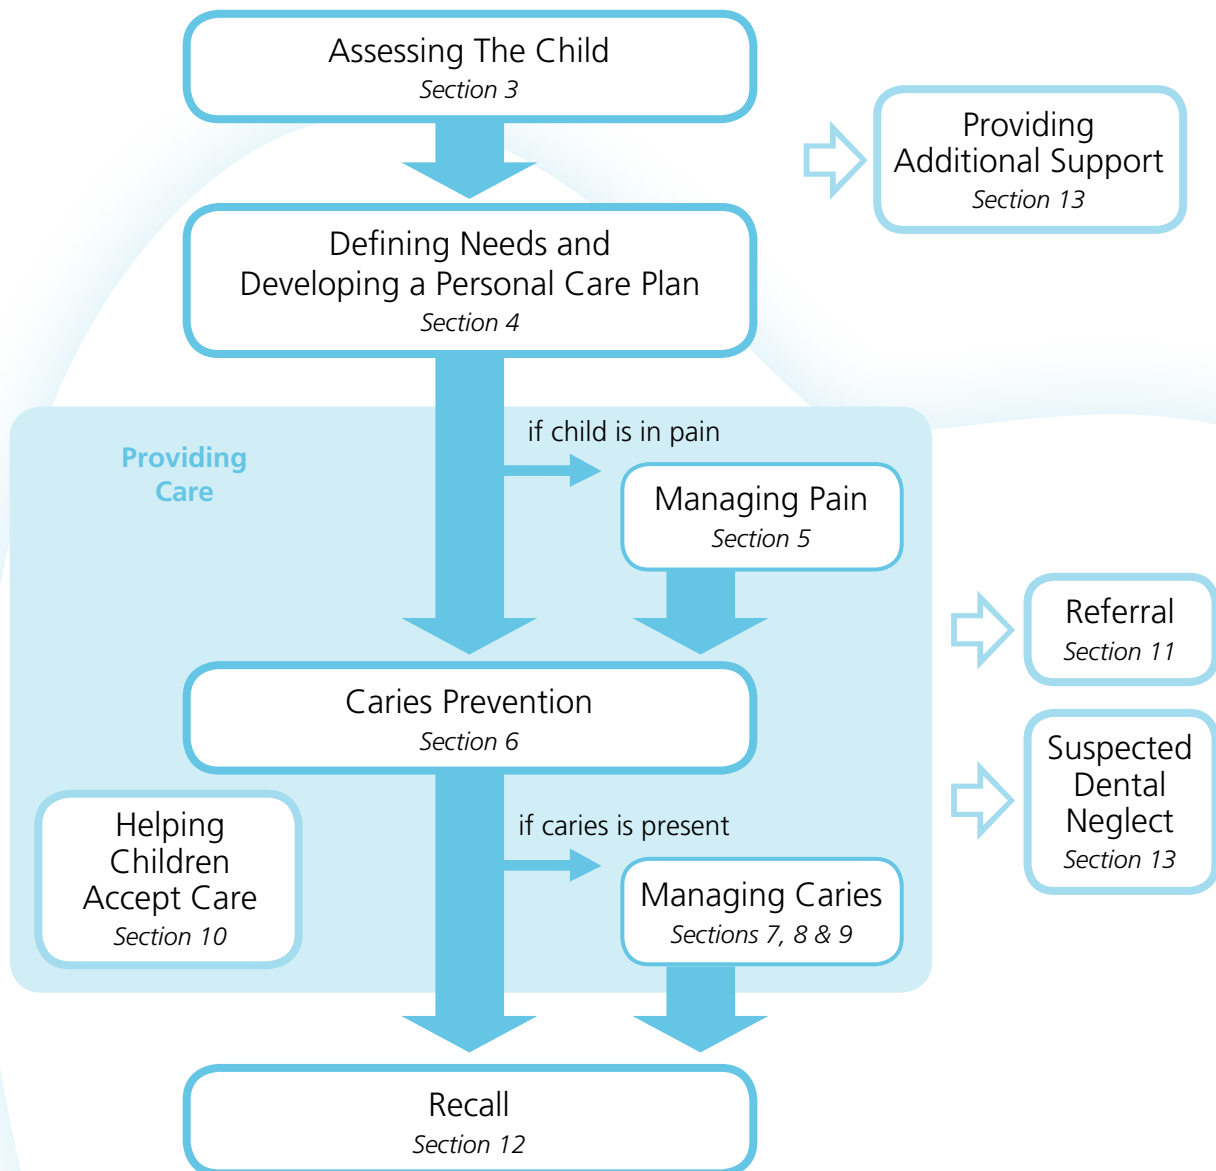 Assessing The Child
Section 3
Providing
Additional Support
Section 13
Defining Needs and
Developing a Personal Care Plan
Section 4
Providing
Care
if child is in pain
Managing Pain
Section 5
Referral
Section 11
Caries Prevention
Section 6
Suspected
Dental
Neglect
Section 13
Helping
Children
Accept Care
Section 10
if caries is present
Managing Caries
Sections 7, 8 & 9
Recall
Section 12